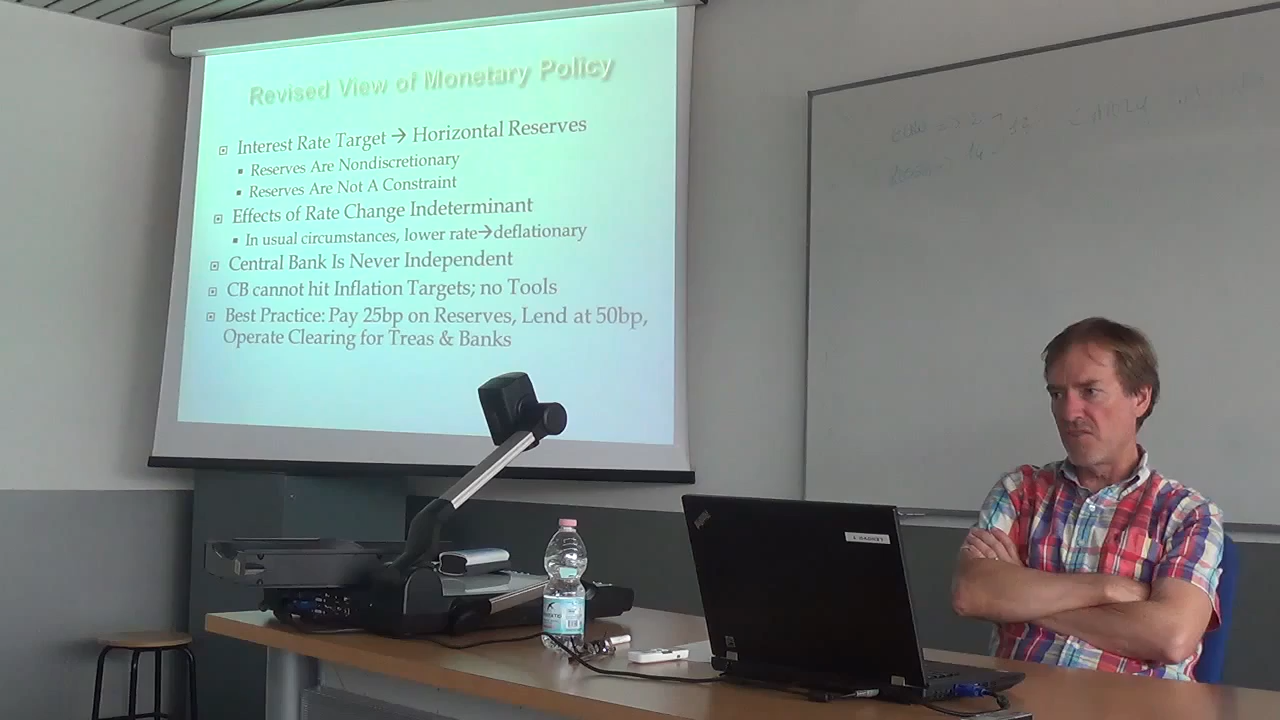 Revised View of Monetary Policy
Interest Rate Target → Horizontal Reserves
Reserves Are Nondiscretionary
Reserves Are Not A Constraint
Effects of Rate Change Indeterminant
In usual circumstances, lower rate→deflationary
Central Bank Is Never Independent
CB cannot hit Inflation Targets; no Tools
Best Practice: Pay 25bp on Reserves, Lend at 50bp,
Operate Clearing for Treas & Banks
ThinkPad